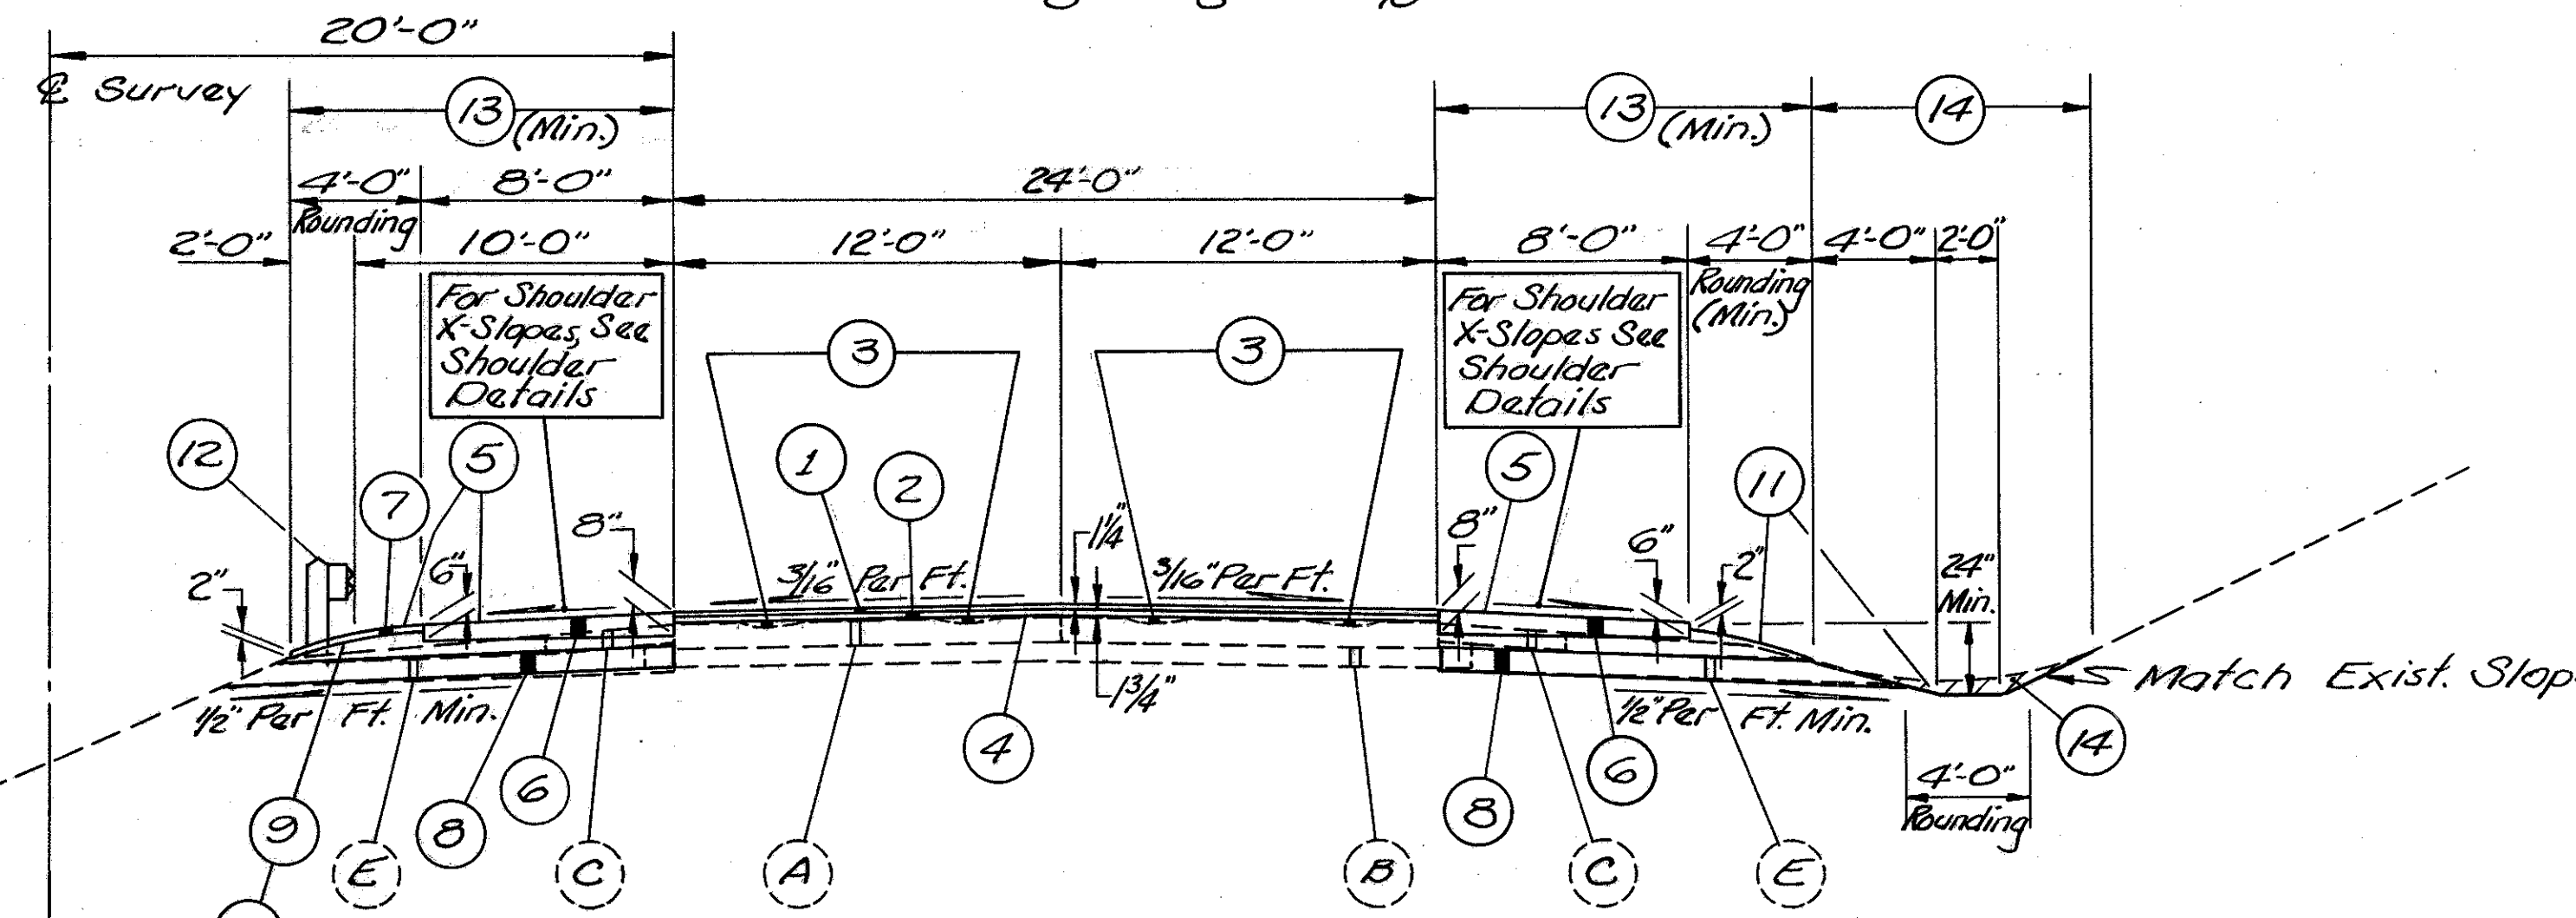 20'-0"
℄ Survey
13
(Min.)
13
(Min.)
14
4'-0"
8'-0"
24'-0"
Rounding
2'-0"
10'-0"
12'-0"
12'-0"
8'-0"
4'-0"
4'-0"
2'-0"
Rounding
(Min.)
For Shoulder
X-Slopes, See
Shoulder
Details
For Shoulder
X-Slopes See
Shoulder
Details
3
3
12
7
5
1
2
5
11
2"
6"
8"
3/16" Per Ft.
1 1/4"
3/16" Per Ft.
8"
6"
2"
24"
Min.
1/2" Per Ft. Min.
1 3/4"
1/2" Per Ft. Min.
Match Exist. Slop
9
E
8
6
C
A
4
B
8
C
6
E
14
4'-0"
Rounding